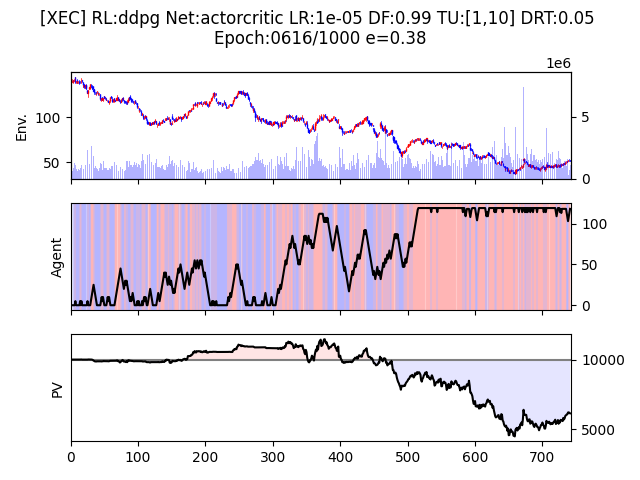 [XEC] RL:ddpg Net:actorcritic LR:1e-05 DF:0.99 TU:[1,10] DRT:0.05
Epoch:0616/1000 e=0.38
1e6
Env.
100
50
5
0
Agent
100
50
0
PV
10000
5000
0 100 200 300 400 500 600 700